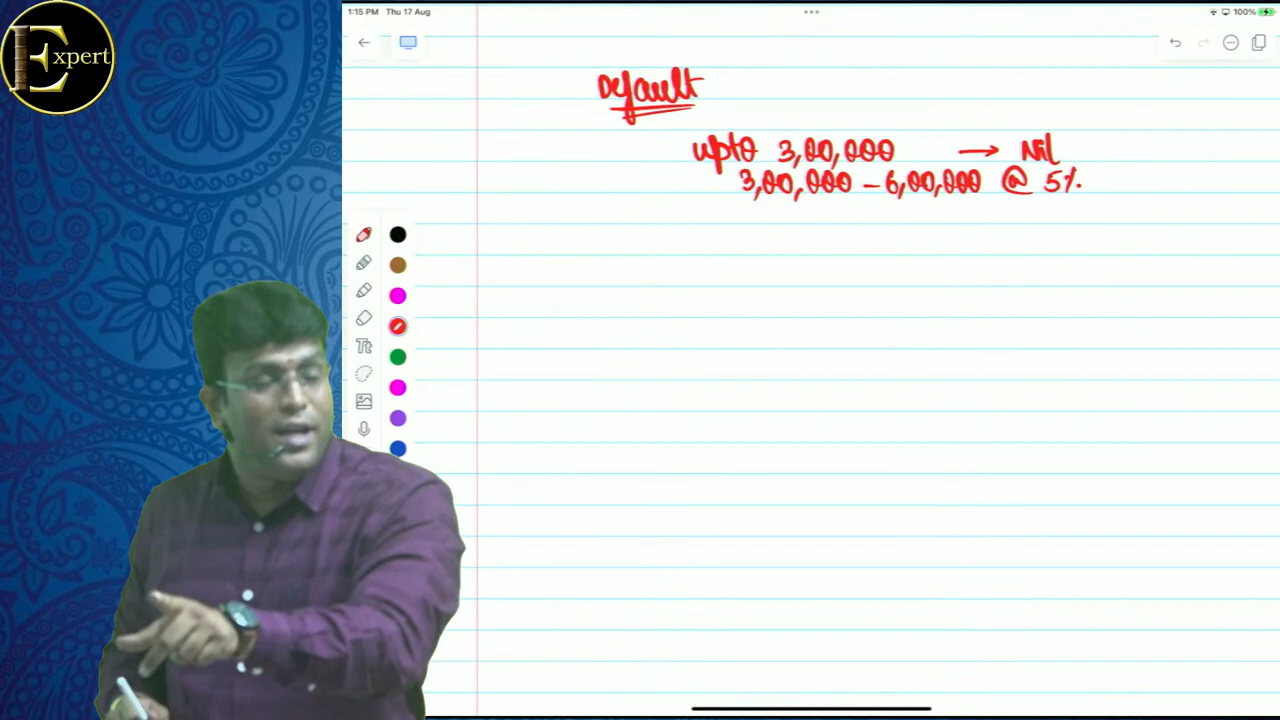 Expert
1:15 PM Thu 17 Aug
100%
Default
upto 3,00,000 → Nil
3,00,000 – 6,00,000 @ 5%
Tt